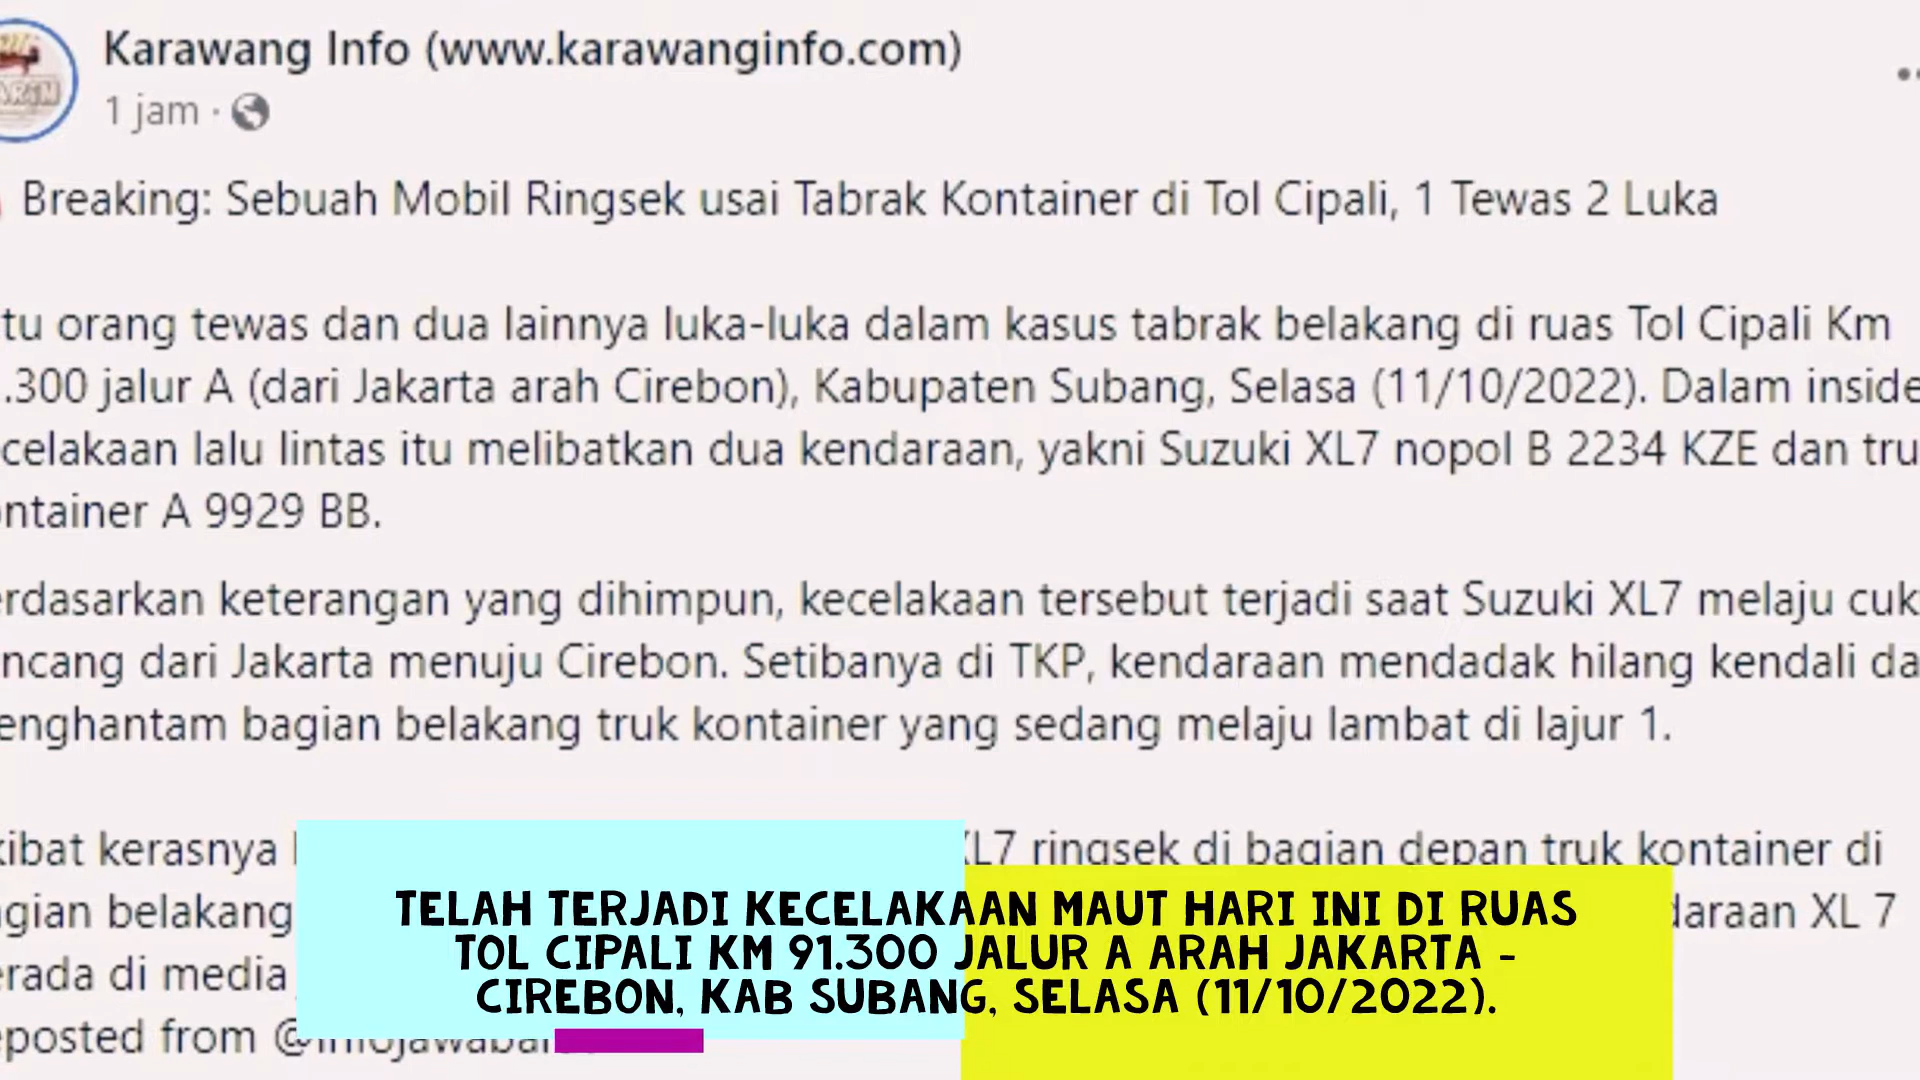 Karawang Info (www.karawanginfo.com)
1 jam ·
Breaking: Sebuah Mobil Ringsek usai Tabrak Kontainer di Tol Cipali, 1 Tewas 2 Luka
tu orang tewas dan dua lainnya luka-luka dalam kasus tabrak belakang di ruas Tol Cipali Km
.300 jalur A (dari Jakarta arah Cirebon), Kabupaten Subang, Selasa (11/10/2022). Dalam inside
celakaan lalu lintas itu melibatkan dua kendaraan, yakni Suzuki XL7 nopol B 2234 KZE dan tru
ontainer A 9929 BB.
erdasarkan keterangan yang dihimpun, kecelakaan tersebut terjadi saat Suzuki XL7 melaju cuk
ncang dari Jakarta menuju Cirebon. Setibanya di TKP, kendaraan mendadak hilang kendali da
enghantam bagian belakang truk kontainer yang sedang melaju lambat di lajur 1.
kibat kerasnya XL7 ringsek di bagian depan truk kontainer di
agian belakang daraan XL 7
erada di media
eposted from
TELAH TERJADI KECELAKAAN MAUT HARI INI DI RUAS
TOL CIPALI KM 91.300 JALUR A ARAH JAKARTA -
CIREBON, KAB SUBANG, SELASA (11/10/2022).